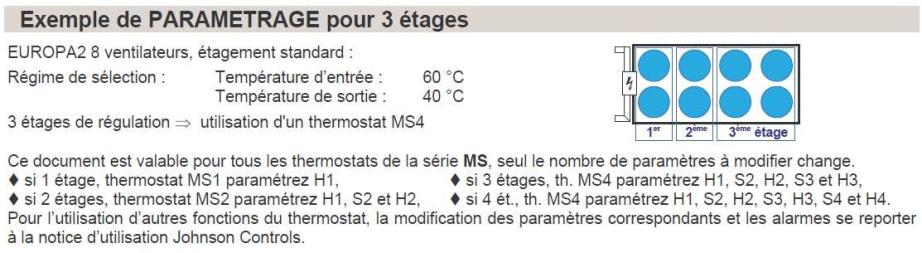 Exemple de PARAMETRAGE pour 3 étages
EUROPA2 8 ventilateurs, étagement standard :
Régime de sélection : Température d'entrée : 60 °C
Température de sortie : 40 °C
3 étages de régulation ⇒ utilisation d'un thermostat MS4
1er 2ème 3ème étage
Ce document est valable pour tous les thermostats de la série MS, seul le nombre de paramètres à modifier change.
♦ si 1 étage, thermostat MS1 paramétrez H1, ♦ si 3 étages, th. MS4 paramétrez H1, S2, H2, S3 et H3,
♦ si 2 étages, thermostat MS2 paramétrez H1, S2 et H2, ♦ si 4 ét., th. MS4 paramétrez H1, S2, H2, S3, H3, S4 et H4.
Pour l'utilisation d'autres fonctions du thermostat, la modification des paramètres correspondants et les alarmes se reporter
à la notice d'utilisation Johnson Controls.